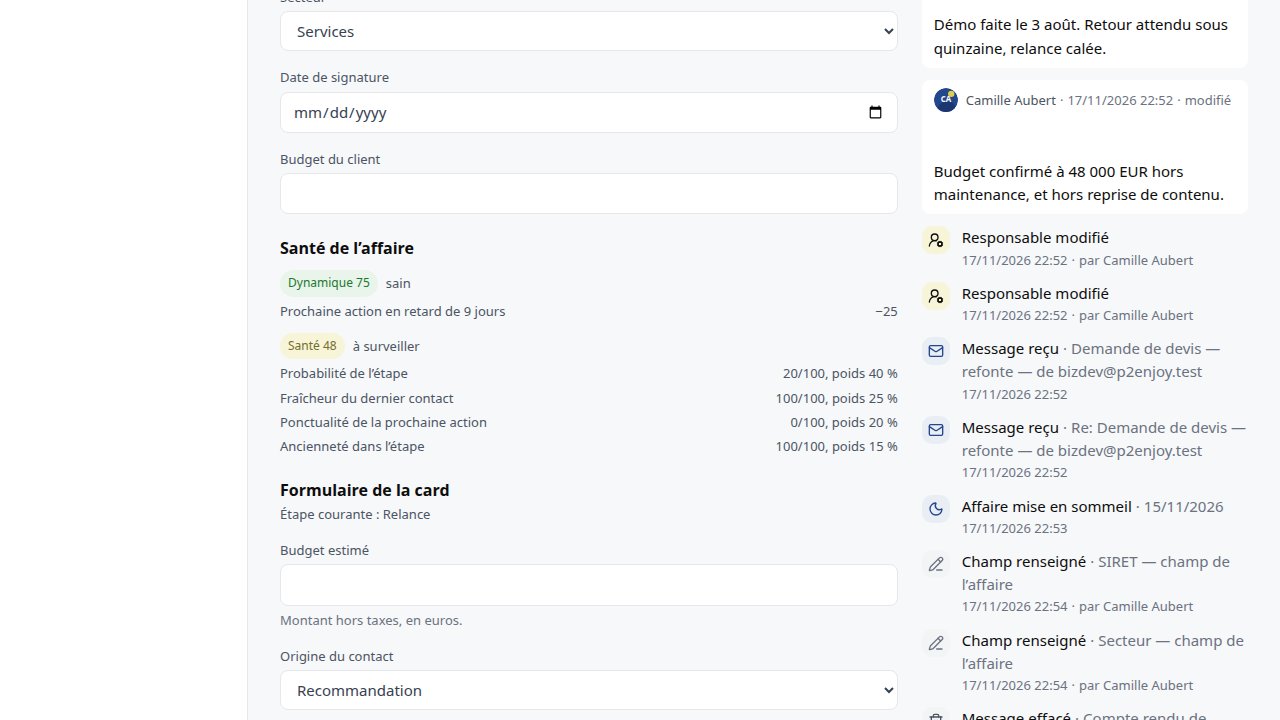 Services
Date de signature
mm/dd/yyyy
Budget du client
Santé de l’affaire
Dynamique 75 sain
Prochaine action en retard de 9 jours −25
Santé 48 à surveiller
Probabilité de l’étape 20/100, poids 40 %
Fraîcheur du dernier contact 100/100, poids 25 %
Ponctualité de la prochaine action 0/100, poids 20 %
Ancienneté dans l’étape 100/100, poids 15 %
Formulaire de la card
Étape courante : Relance
Budget estimé
Montant hors taxes, en euros.
Origine du contact
Recommandation
Démo faite le 3 août. Retour attendu sous
quinzaine, relance calée.
CA Camille Aubert · 17/11/2026 22:52 · modifié
Budget confirmé à 48 000 EUR hors
maintenance, et hors reprise de contenu.
Responsable modifié
17/11/2026 22:52 · par Camille Aubert
Responsable modifié
17/11/2026 22:52 · par Camille Aubert
Message reçu · Demande de devis —
refonte — de bizdev@p2enjoy.test
17/11/2026 22:52
Message reçu · Re: Demande de devis —
refonte — de bizdev@p2enjoy.test
17/11/2026 22:52
Affaire mise en sommeil · 15/11/2026
17/11/2026 22:53
Champ renseigné · SIRET — champ de
l’affaire
17/11/2026 22:54 · par Camille Aubert
Champ renseigné · Secteur — champ de
l’affaire
17/11/2026 22:54 · par Camille Aubert
Message effacé · Compte rendu de